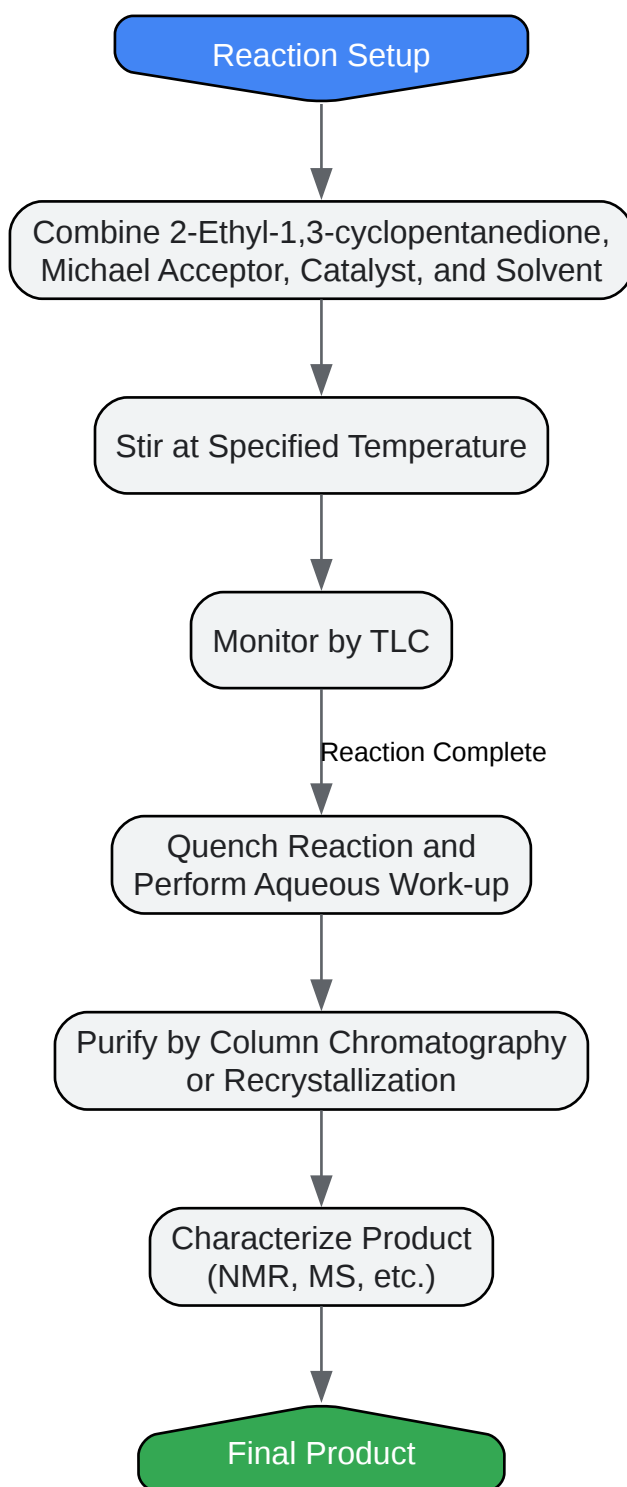 Reaction Setup
Combine 2-Ethyl-1,3-cyclopentanedione,
Michael Acceptor, Catalyst, and Solvent
Stir at Specified Temperature
Monitor by TLC
Reaction Complete
Quench Reaction and
Perform Aqueous Work-up
Purify by Column Chromatography
or Recrystallization
Characterize Product
(NMR, MS, etc.)
Final Product